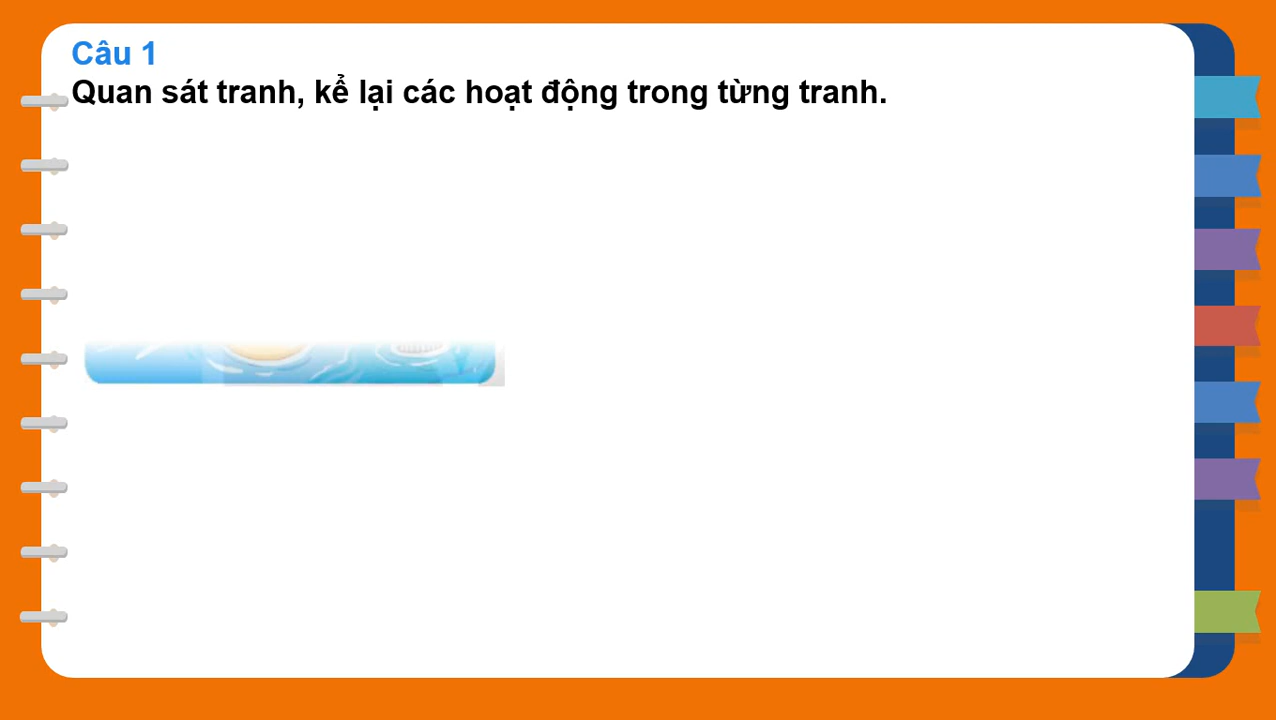 Câu 1
Quan sát tranh, kể lại các hoạt động trong từng tranh.